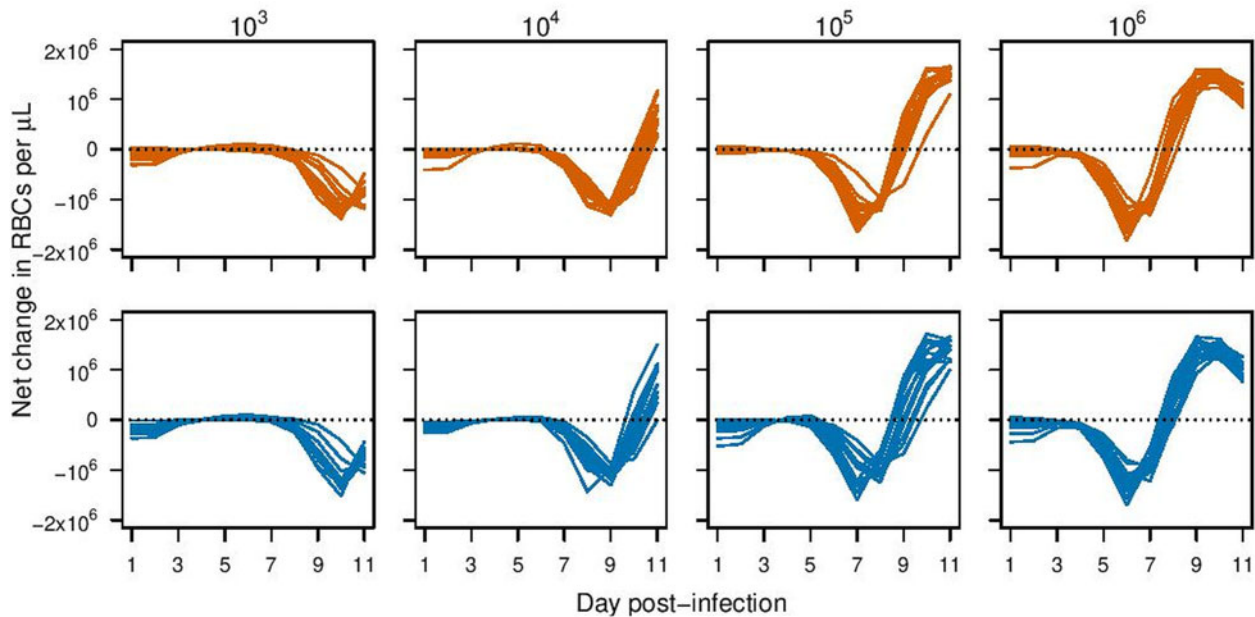 10³ 10⁴ 10⁵ 10⁶
Net change in RBCs per µL
2x10⁶
10⁶
0
−10⁶
−2x10⁶
2x10⁶
10⁶
0
−10⁶
−2x10⁶
1 3 5 7 9 11 1 3 5 7 9 11 1 3 5 7 9 11 1 3 5 7 9 11
Day post−infection